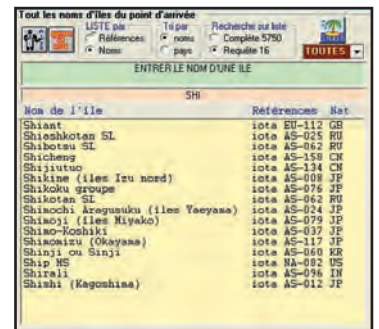 Tout les noms d'îles du point d'arrivée
LISTE par
Références
Noms
Tri par
noms
pays
Recherche sur liste
Complète 5790
Requête 16
TOUTES
ENTRER LE NOM D'UNE ILE
SHI
Nom de l'île Références Nat
Shiant iota EU-112 GB
Shiashkotan SL iota AS-025 RU
Shibotsu SL iota AS-062 RU
Shicheng iota AS-158 CN
Shijiutuo iota AS-134 CN
Shikine (iles Izu nord) iota AS-008 JP
Shikoku groupe iota AS-076 JP
Shikotan SL iota AS-062 RU
Shimochi Aragusuku (iles Yaeyama) iota AS-024 JP
Shimoji (iles Miyako) iota AS-079 JP
Shimo-Koshiki iota AS-037 JP
Shimomizu (Okayama) iota AS-117 JP
Shinji ou Sinji iota AS-060 KR
Ship MS iota NA-082 US
Shirali iota AS-096 IN
Shishi (Kagoshima) iota AS-012 JP